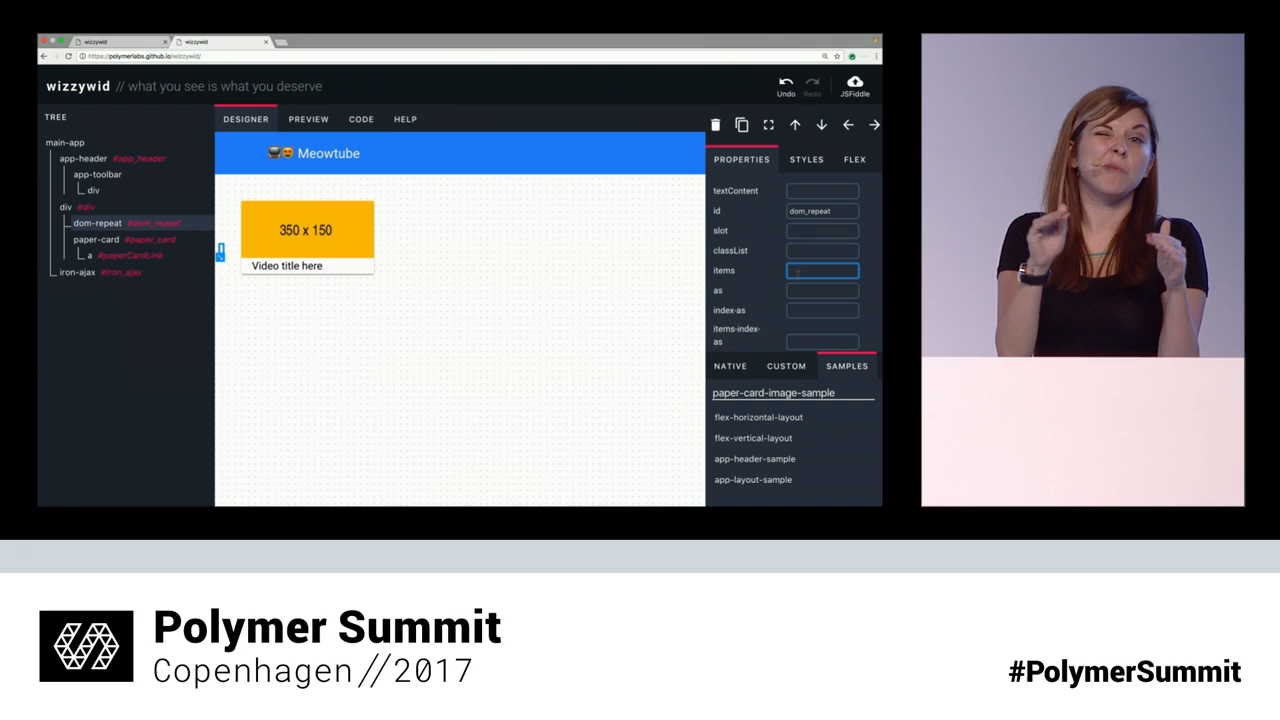 wizzywid
wizzywid
https://polymerlabs.github.io/wizzywid/
wizzywid // what you see is what you deserve
Undo
Redo
JSFiddle
TREE
main-app
app-header #app_header
app-toolbar
div
div #div
dom-repeat #dom_repeat
paper-card #paper_card
a #paperCardLink
iron-ajax #iron_ajax
DESIGNER PREVIEW CODE HELP
Meowtube
350 x 150
Video title here
PROPERTIES STYLES FLEX
textContent
id dom_repeat
slot
classList
items
as
index-as
items-index-
as
NATIVE CUSTOM SAMPLES
paper-card-image-sample
flex-horizontal-layout
flex-vertical-layout
app-header-sample
app-layout-sample
Polymer Summit
Copenhagen // 2017
#PolymerSummit